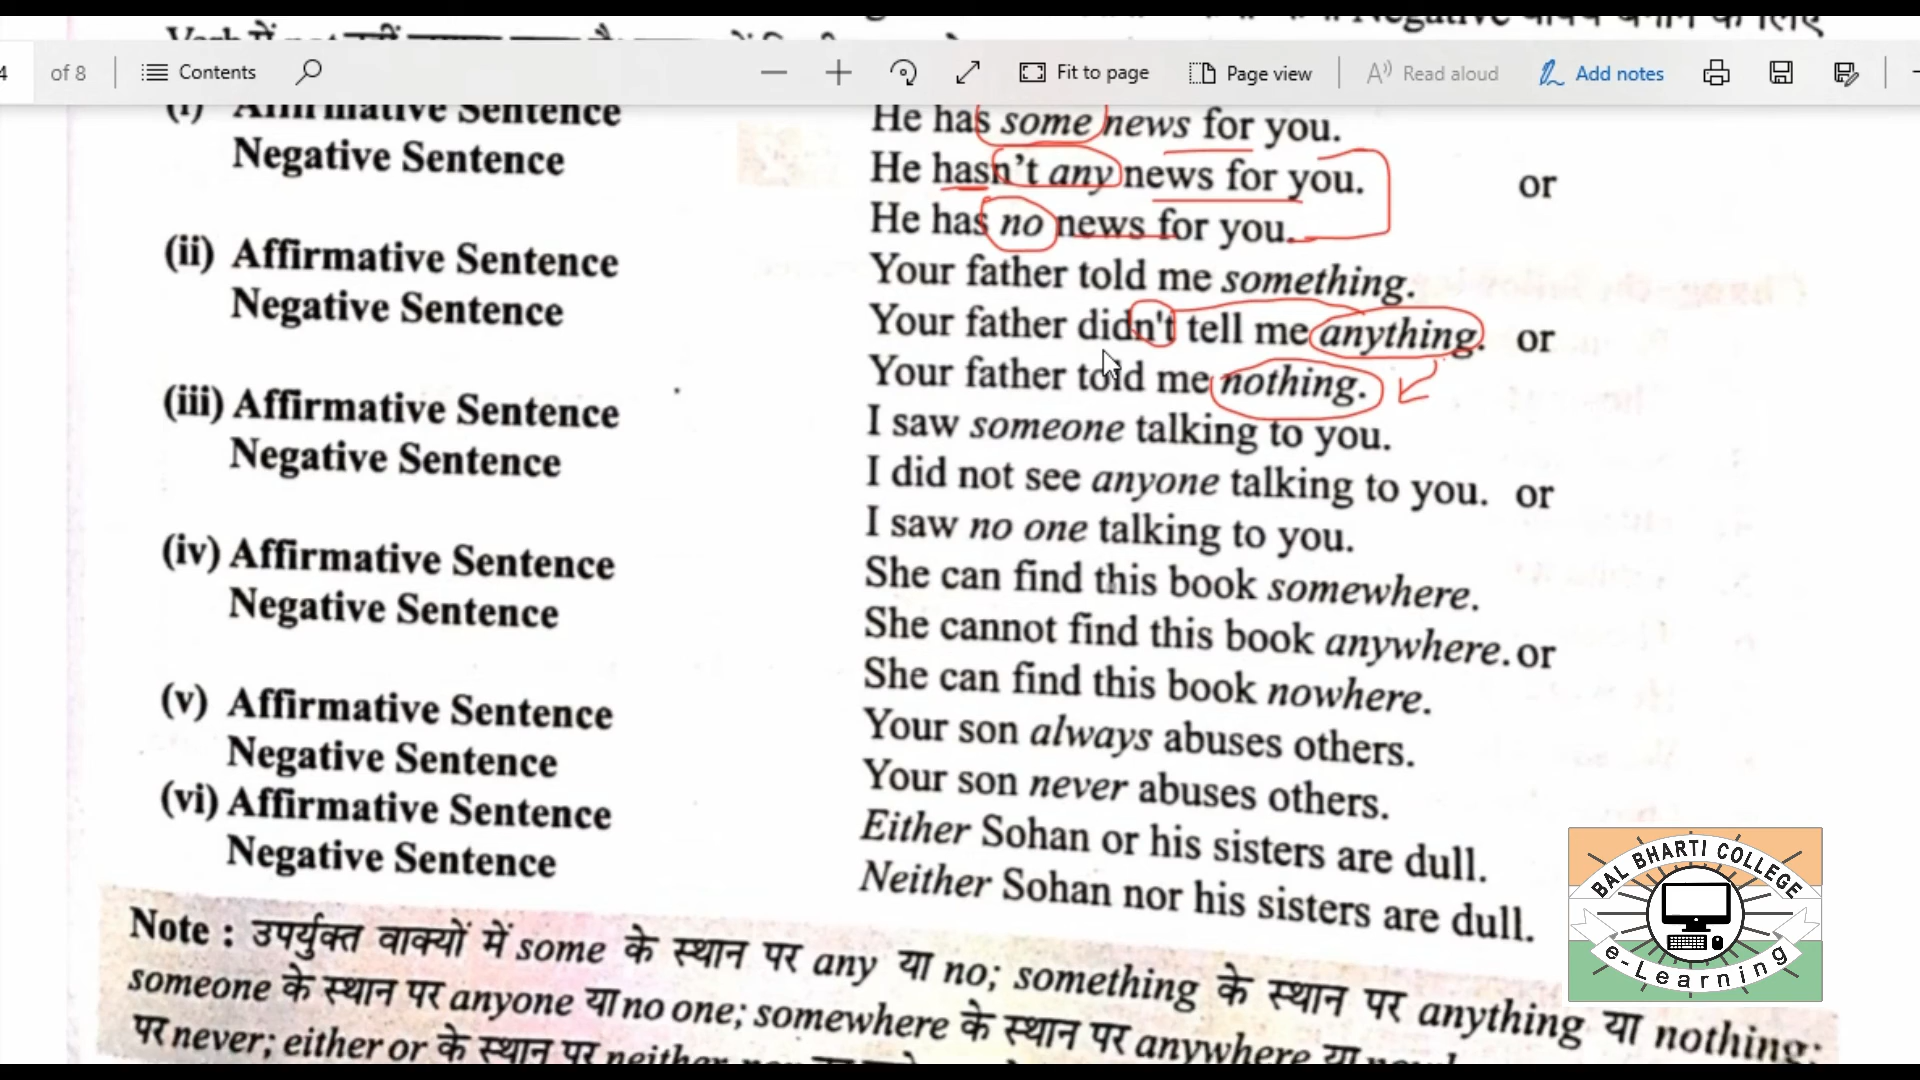 Negative वाक्य बनाने के लिए
4 of 8 Contents Fit to page Page view Read aloud Add notes
(i) Affirmative Sentence He has some news for you.
Negative Sentence He hasn't any news for you. or
He has no news for you.
(ii) Affirmative Sentence Your father told me something.
Negative Sentence Your father didn't tell me anything. or
Your father told me nothing.
(iii) Affirmative Sentence I saw someone talking to you.
Negative Sentence I did not see anyone talking to you. or
I saw no one talking to you.
(iv) Affirmative Sentence She can find this book somewhere.
Negative Sentence She cannot find this book anywhere. or
She can find this book nowhere.
(v) Affirmative Sentence Your son always abuses others.
Negative Sentence Your son never abuses others.
(vi) Affirmative Sentence Either Sohan or his sisters are dull.
Negative Sentence Neither Sohan nor his sisters are dull.
Note : उपर्युक्त वाक्यों में some के स्थान पर any या no; something के स्थान पर anything या nothing;
someone के स्थान पर anyone या no one; somewhere के स्थान पर anywhere या
पर never; either or के स्थान पर neither
BAL BHARTI COLLEGE
e-Learning